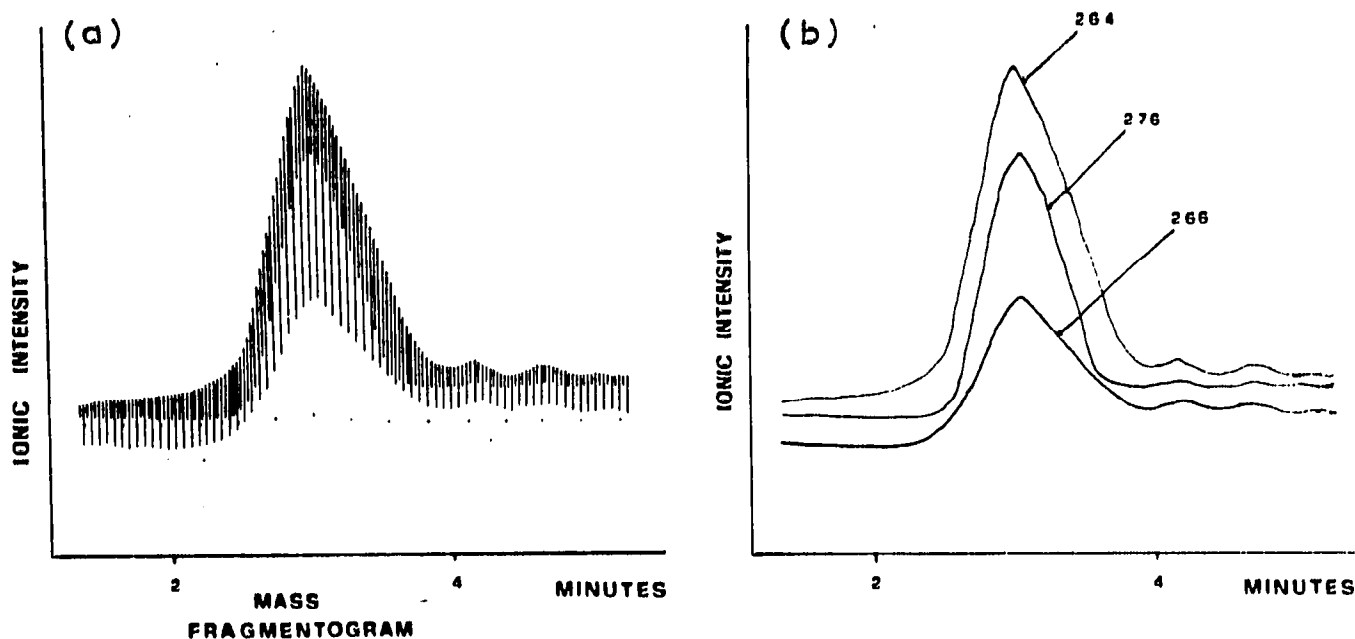 (a)
IONIC INTENSITY
2
4
MINUTES
MASS
FRAGMENTOGRAM
(b)
264
276
266
IONIC INTENSITY
2
4
MINUTES